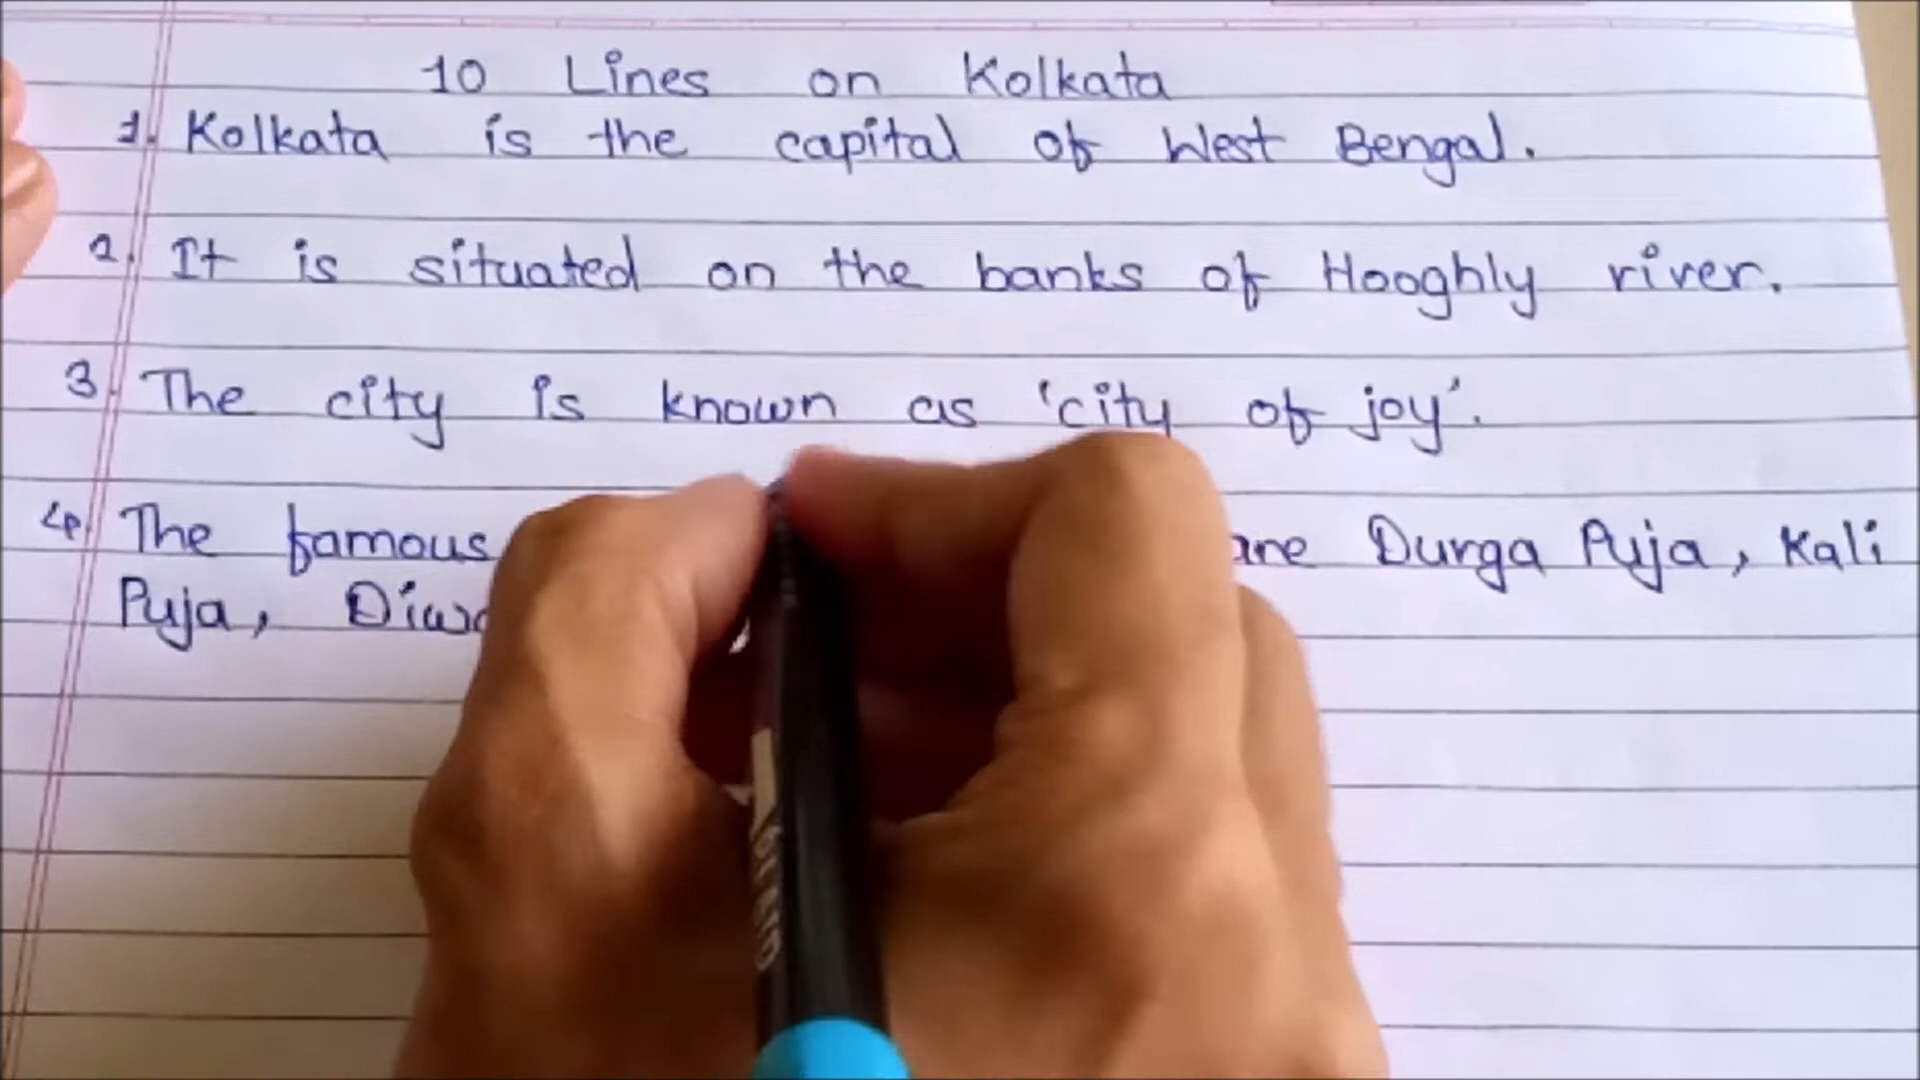 10 Lines on Kolkata
1. Kolkata is the capital of West Bengal.
2. It is situated on the banks of Hooghly river.
3. The city is known as 'city of joy'.
4. The famous are Durga Puja, Kali
Puja,